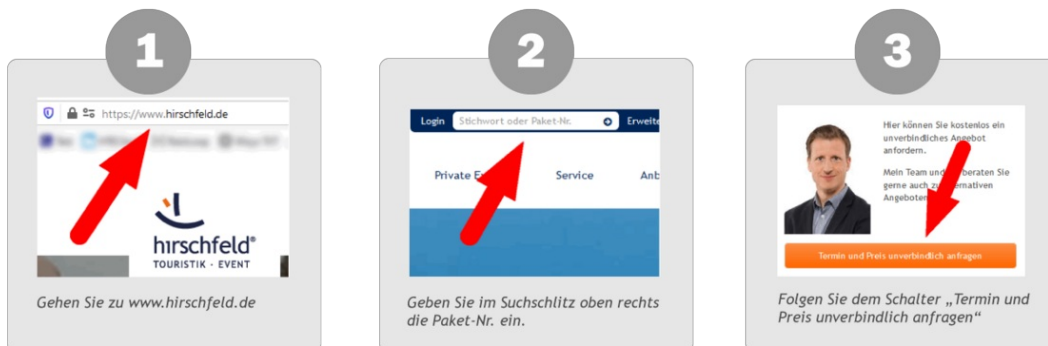 1
https://www.hirschfeld.de
hirschfeld®
TOURISTIK - EVENT
Gehen Sie zu www.hirschfeld.de
2
Login Stichwort oder Paket-Nr. Erweite
Private E Service Anb
Geben Sie im Suchschlitz oben rechts
die Paket-Nr. ein.
3
Hier können Sie kostenlos ein
unverbindliches Angebot
anfordern.
Mein Team und beraten Sie
gerne auch zu
Angeboten
Termin und Preis unverbindlich anfragen
Folgen Sie dem Schalter „Termin und
Preis unverbindlich anfragen“